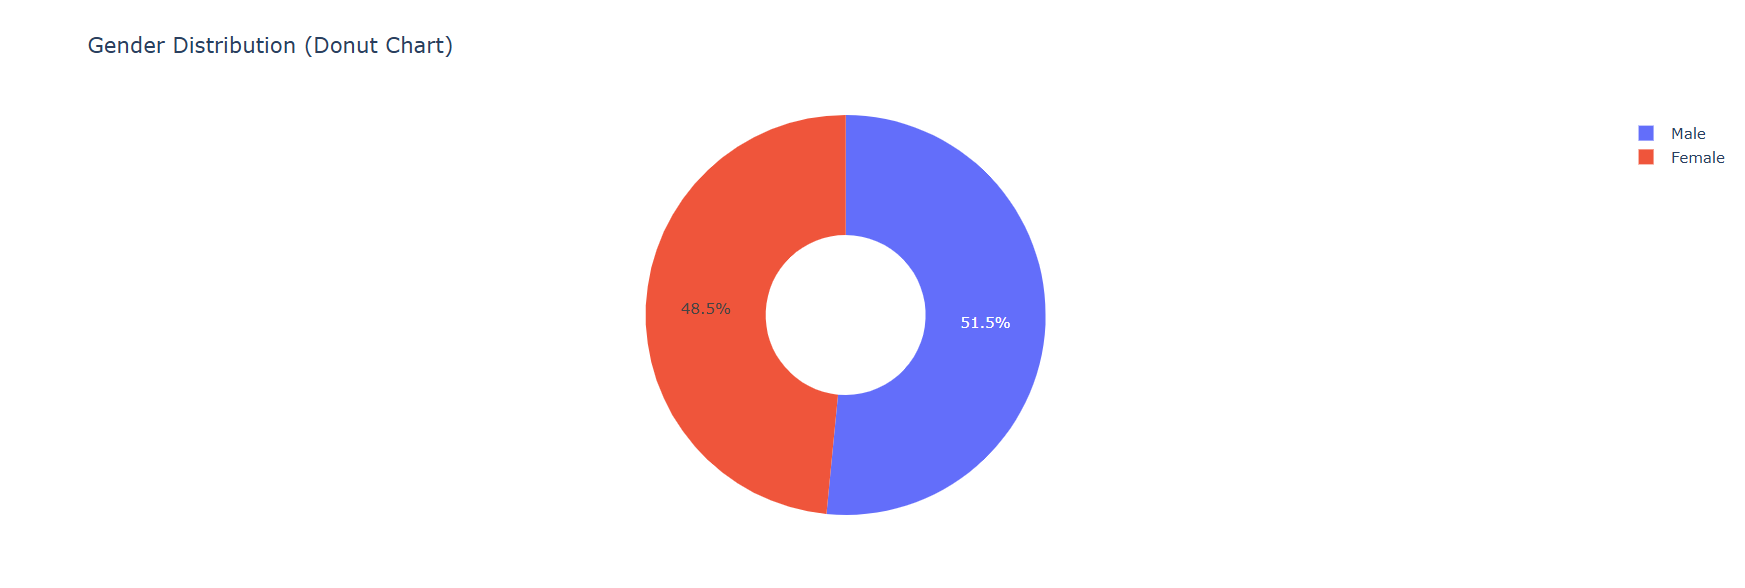 Gender Distribution (Donut Chart)
Male
Female
48.5%
51.5%